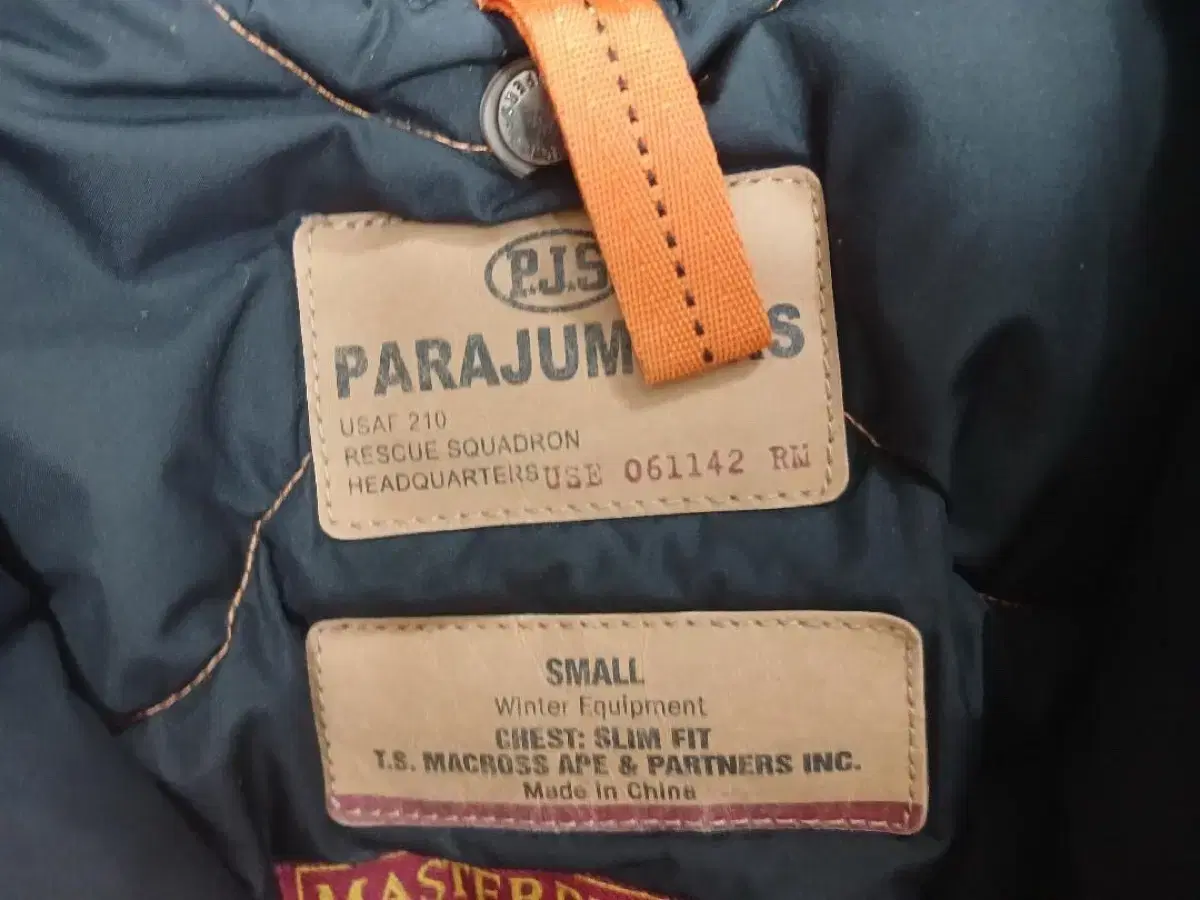 P.J.S
PARAJUM
S
USAF 210
RESCUE SQUADRON
HEADQUARTERS USE 061142 RM
SMALL
Winter Equipment
CHEST: SLIM FIT
T.S. MACROSS APE & PARTNERS INC.
Made in China